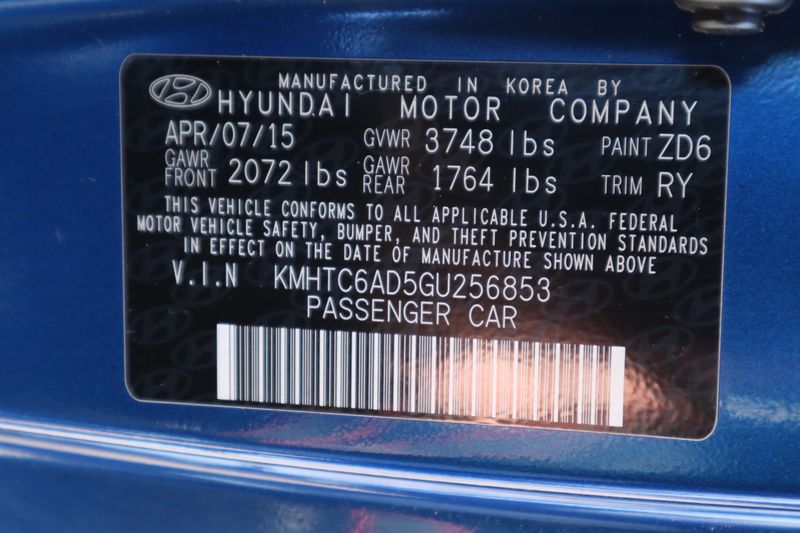 MANUFACTURED IN KOREA BY
HYUNDAI MOTOR COMPANY
APR/07/15 GVWR 3748 lbs PAINT ZD6
GAWR FRONT 2072 lbs GAWR REAR 1764 lbs TRIM RY
THIS VEHICLE CONFORMS TO ALL APPLICABLE U.S.A. FEDERAL
MOTOR VEHICLE SAFETY, BUMPER, AND THEFT PREVENTION STANDARDS
IN EFFECT ON THE DATE OF MANUFACTURE SHOWN ABOVE
V.I.N KMHTC6AD5GU256853
PASSENGER CAR